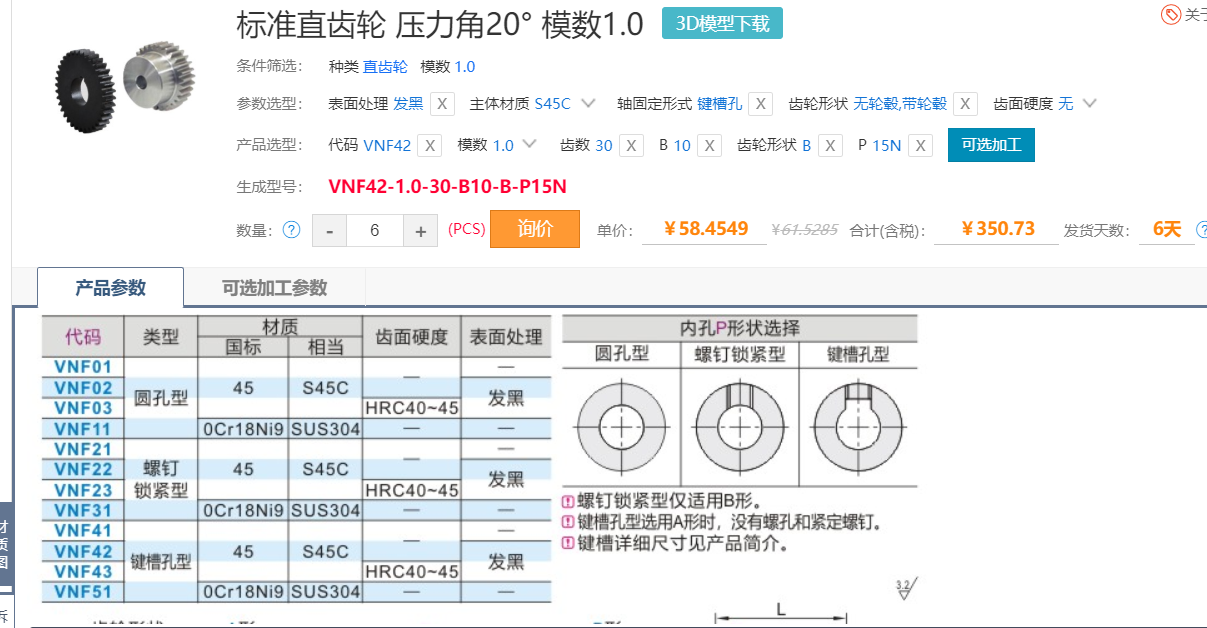 标准直齿轮 压力角20° 模数1.0 3D模型下载
关于
条件筛选： 种类 直齿轮 模数 1.0
参数选型： 表面处理 发黑 X 主体材质 S45C 轴固定形式 键槽孔 X 齿轮形状 无轮毂,带轮毂 X 齿面硬度 无
产品选型： 代码 VNF42 X 模数 1.0 齿数 30 X B 10 X 齿轮形状 B X P 15N X 可选加工
生成型号： VNF42-1.0-30-B10-B-P15N
数量： ? - 6 + (PCS) 询价 单价： ￥58.4549 ￥61.5285 合计(含税)： ￥350.73 发货天数： 6天 ?
产品参数 可选加工参数
代码 类型 材质 齿面硬度 表面处理
国标 相当
VNF01 圆孔型 45 S45C — —
VNF02 发黑
VNF03 HRC40~45
VNF11 0Cr18Ni9 SUS304 — —
VNF21 螺钉锁紧型 45 S45C — —
VNF22 发黑
VNF23 HRC40~45
VNF31 0Cr18Ni9 SUS304 — —
VNF41 键槽孔型 45 S45C — —
VNF42 发黑
VNF43 HRC40~45
VNF51 0Cr18Ni9 SUS304 — —
内孔P形状选择
圆孔型 螺钉锁紧型 键槽孔型
螺钉锁紧型仅适用B形。
键槽孔型选用A形时，没有螺孔和紧定螺钉。
键槽详细尺寸见产品简介。
3.2
L
材
质
图